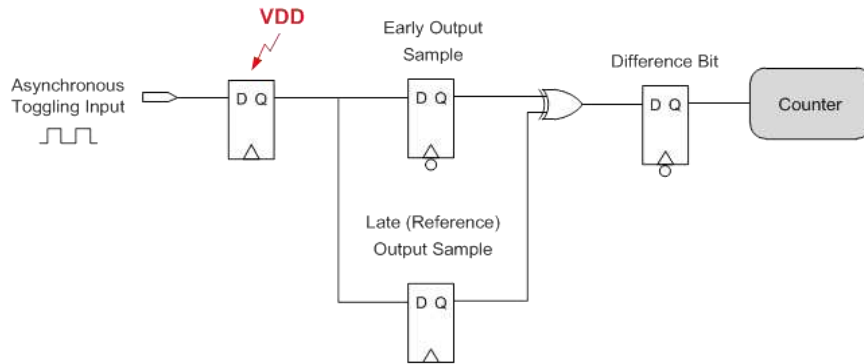 VDD
Early Output
Sample
Difference Bit
Asynchronous
Toggling Input
D Q
D Q
D Q
Counter
Late (Reference)
Output Sample
D Q